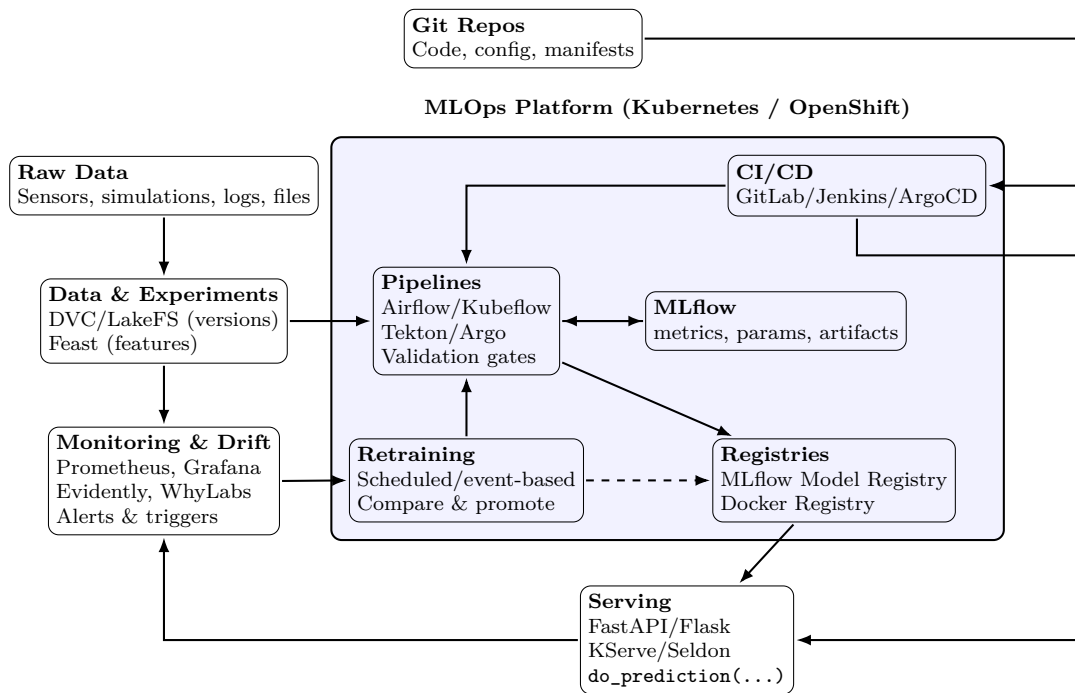 Git Repos
Code, config, manifests
MLOps Platform (Kubernetes / OpenShift)
Raw Data
Sensors, simulations, logs, files
CI/CD
GitLab/Jenkins/ArgoCD
Data & Experiments
DVC/LakeFS (versions)
Feast (features)
Pipelines
Airflow/Kubeflow
Tekton/Argo
Validation gates
MLflow
metrics, params, artifacts
Monitoring & Drift
Prometheus, Grafana
Evidently, WhyLabs
Alerts & triggers
Retraining
Scheduled/event-based
Compare & promote
Registries
MLflow Model Registry
Docker Registry
Serving
FastAPI/Flask
KServe/Seldon
do_prediction(...)